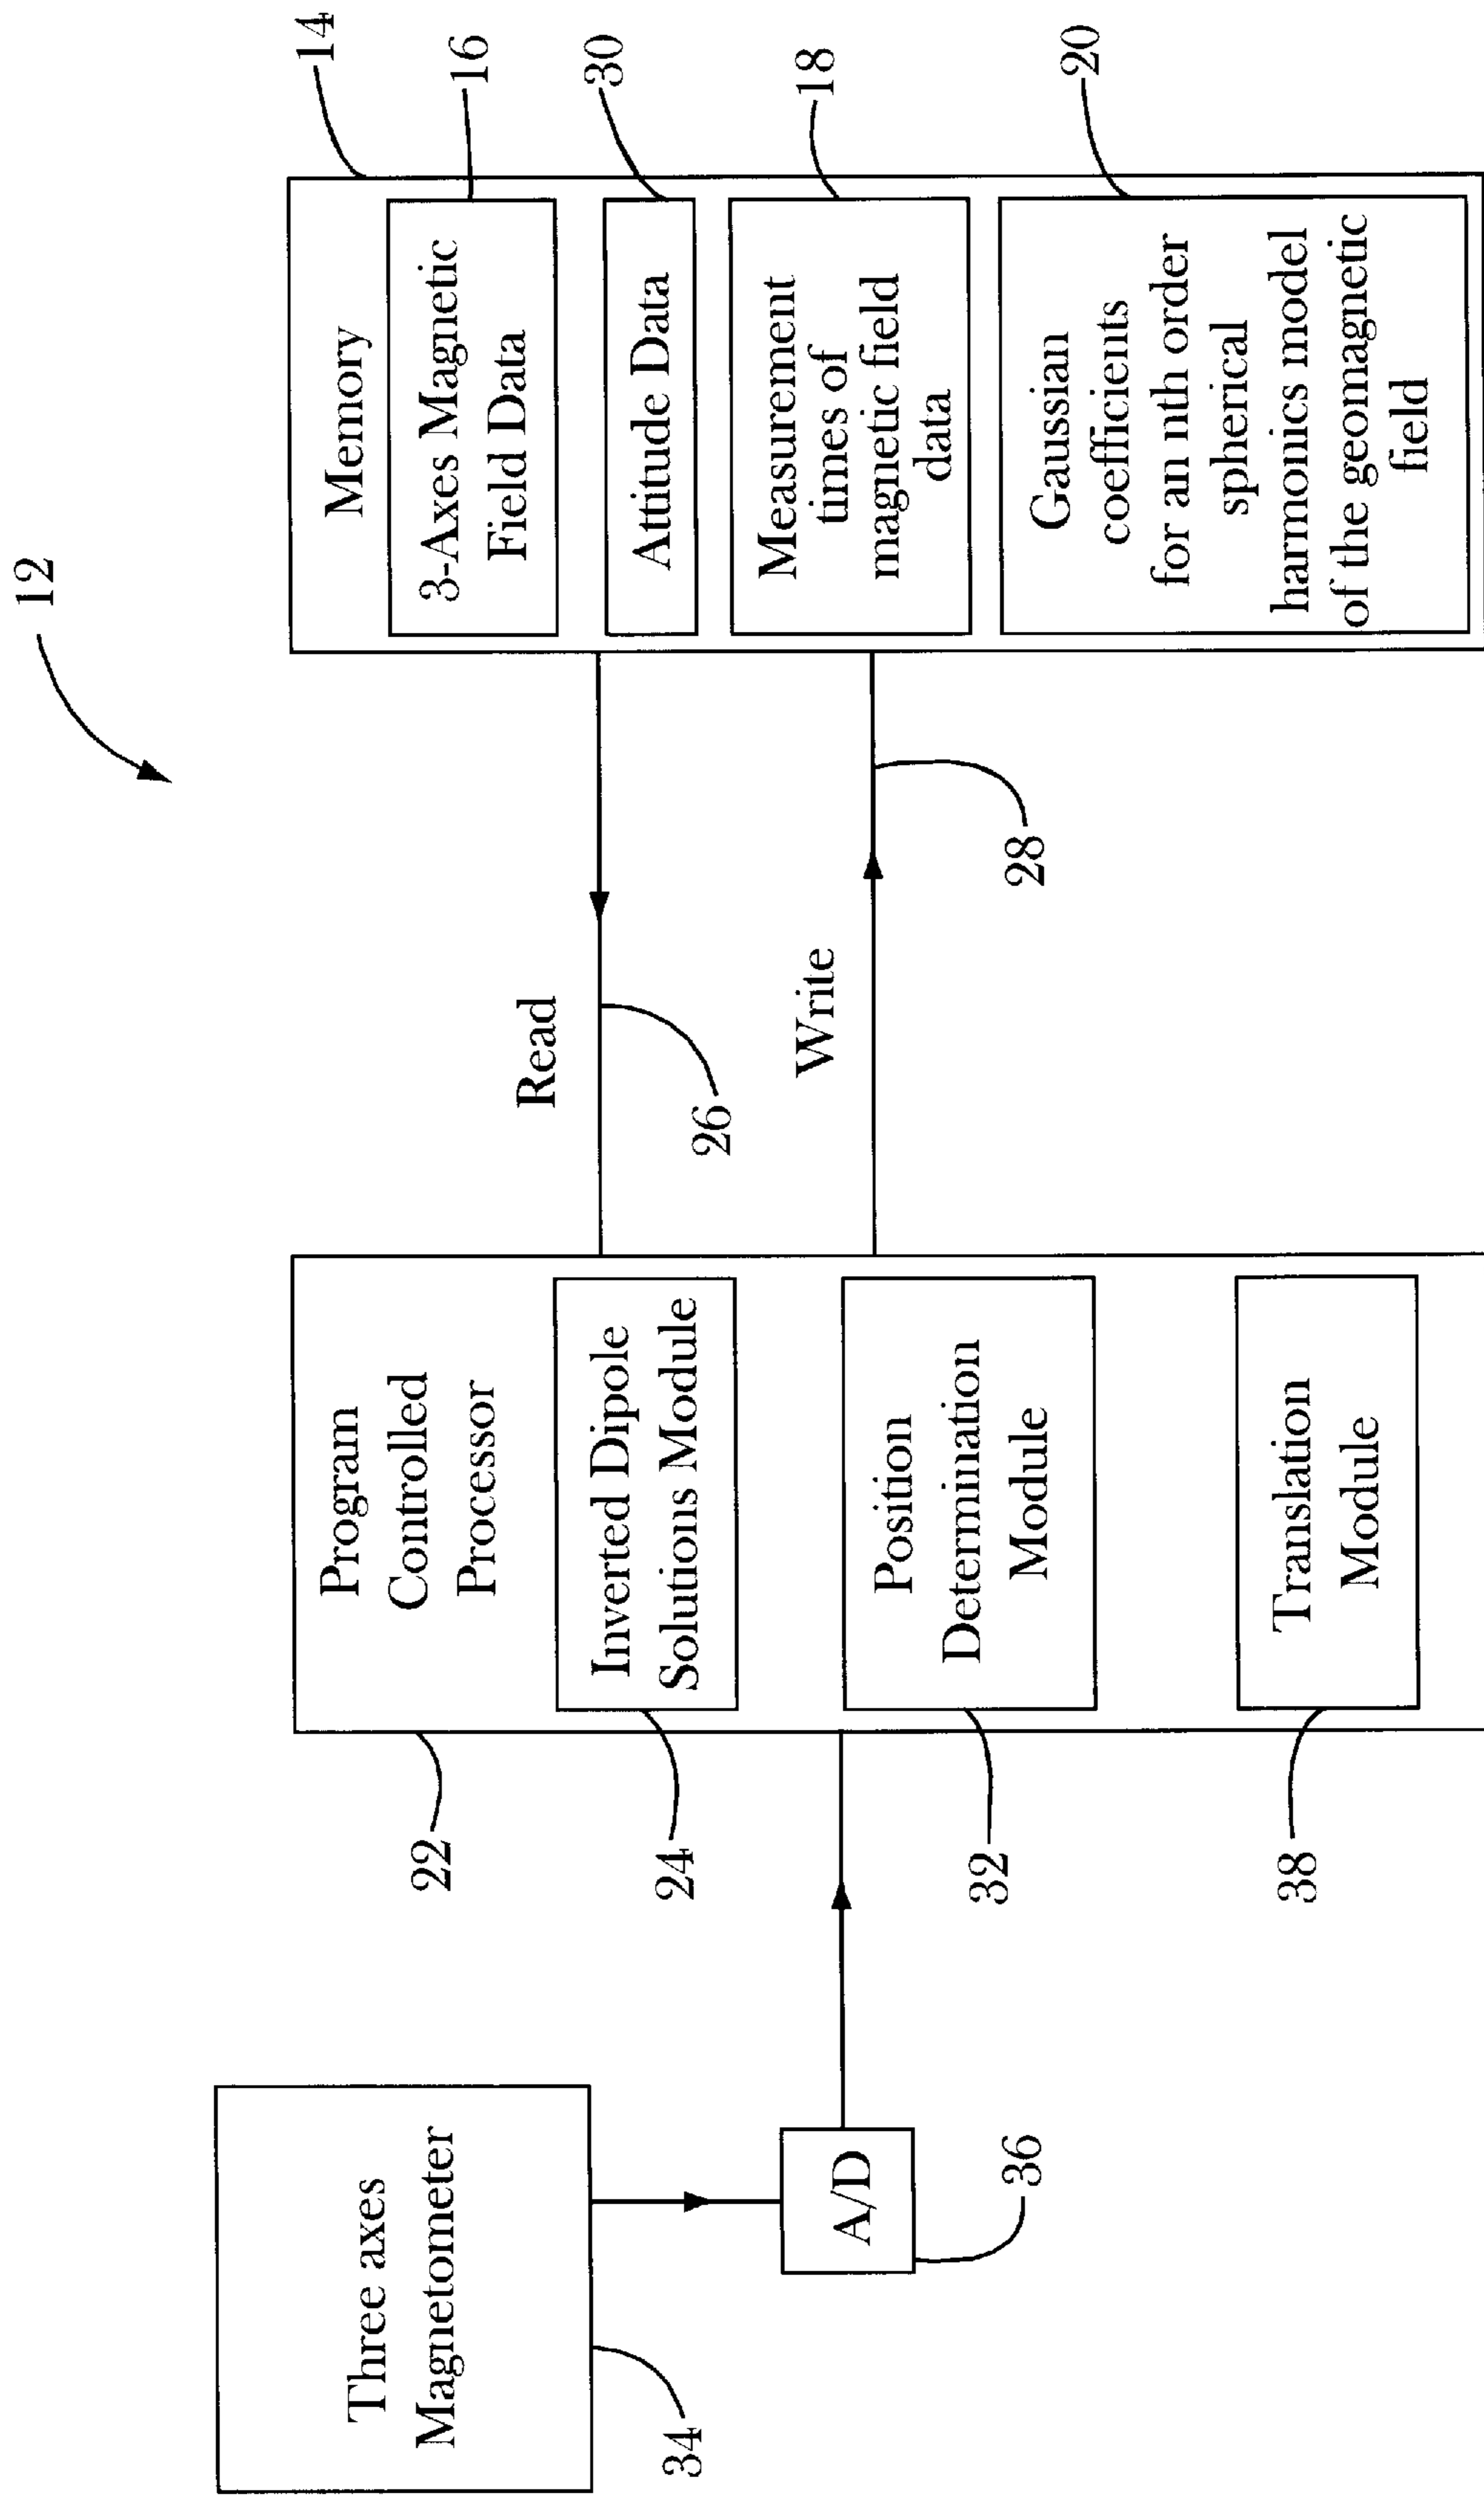 12
Three axes
Magnetometer
34
A/D
36
Program
Controlled
Processor
22
Inverted Dipole
Solutions Module
24
Position
Determination
Module
32
Translation
Module
38
Read
26
Write
28
Memory
14
3-Axes Magnetic
Field Data
16
Attitude Data
30
Measurement
times of
magnetic field
data
18
Gaussian
coefficients
for an nth order
spherical
harmonics model
of the geomagnetic
field
20